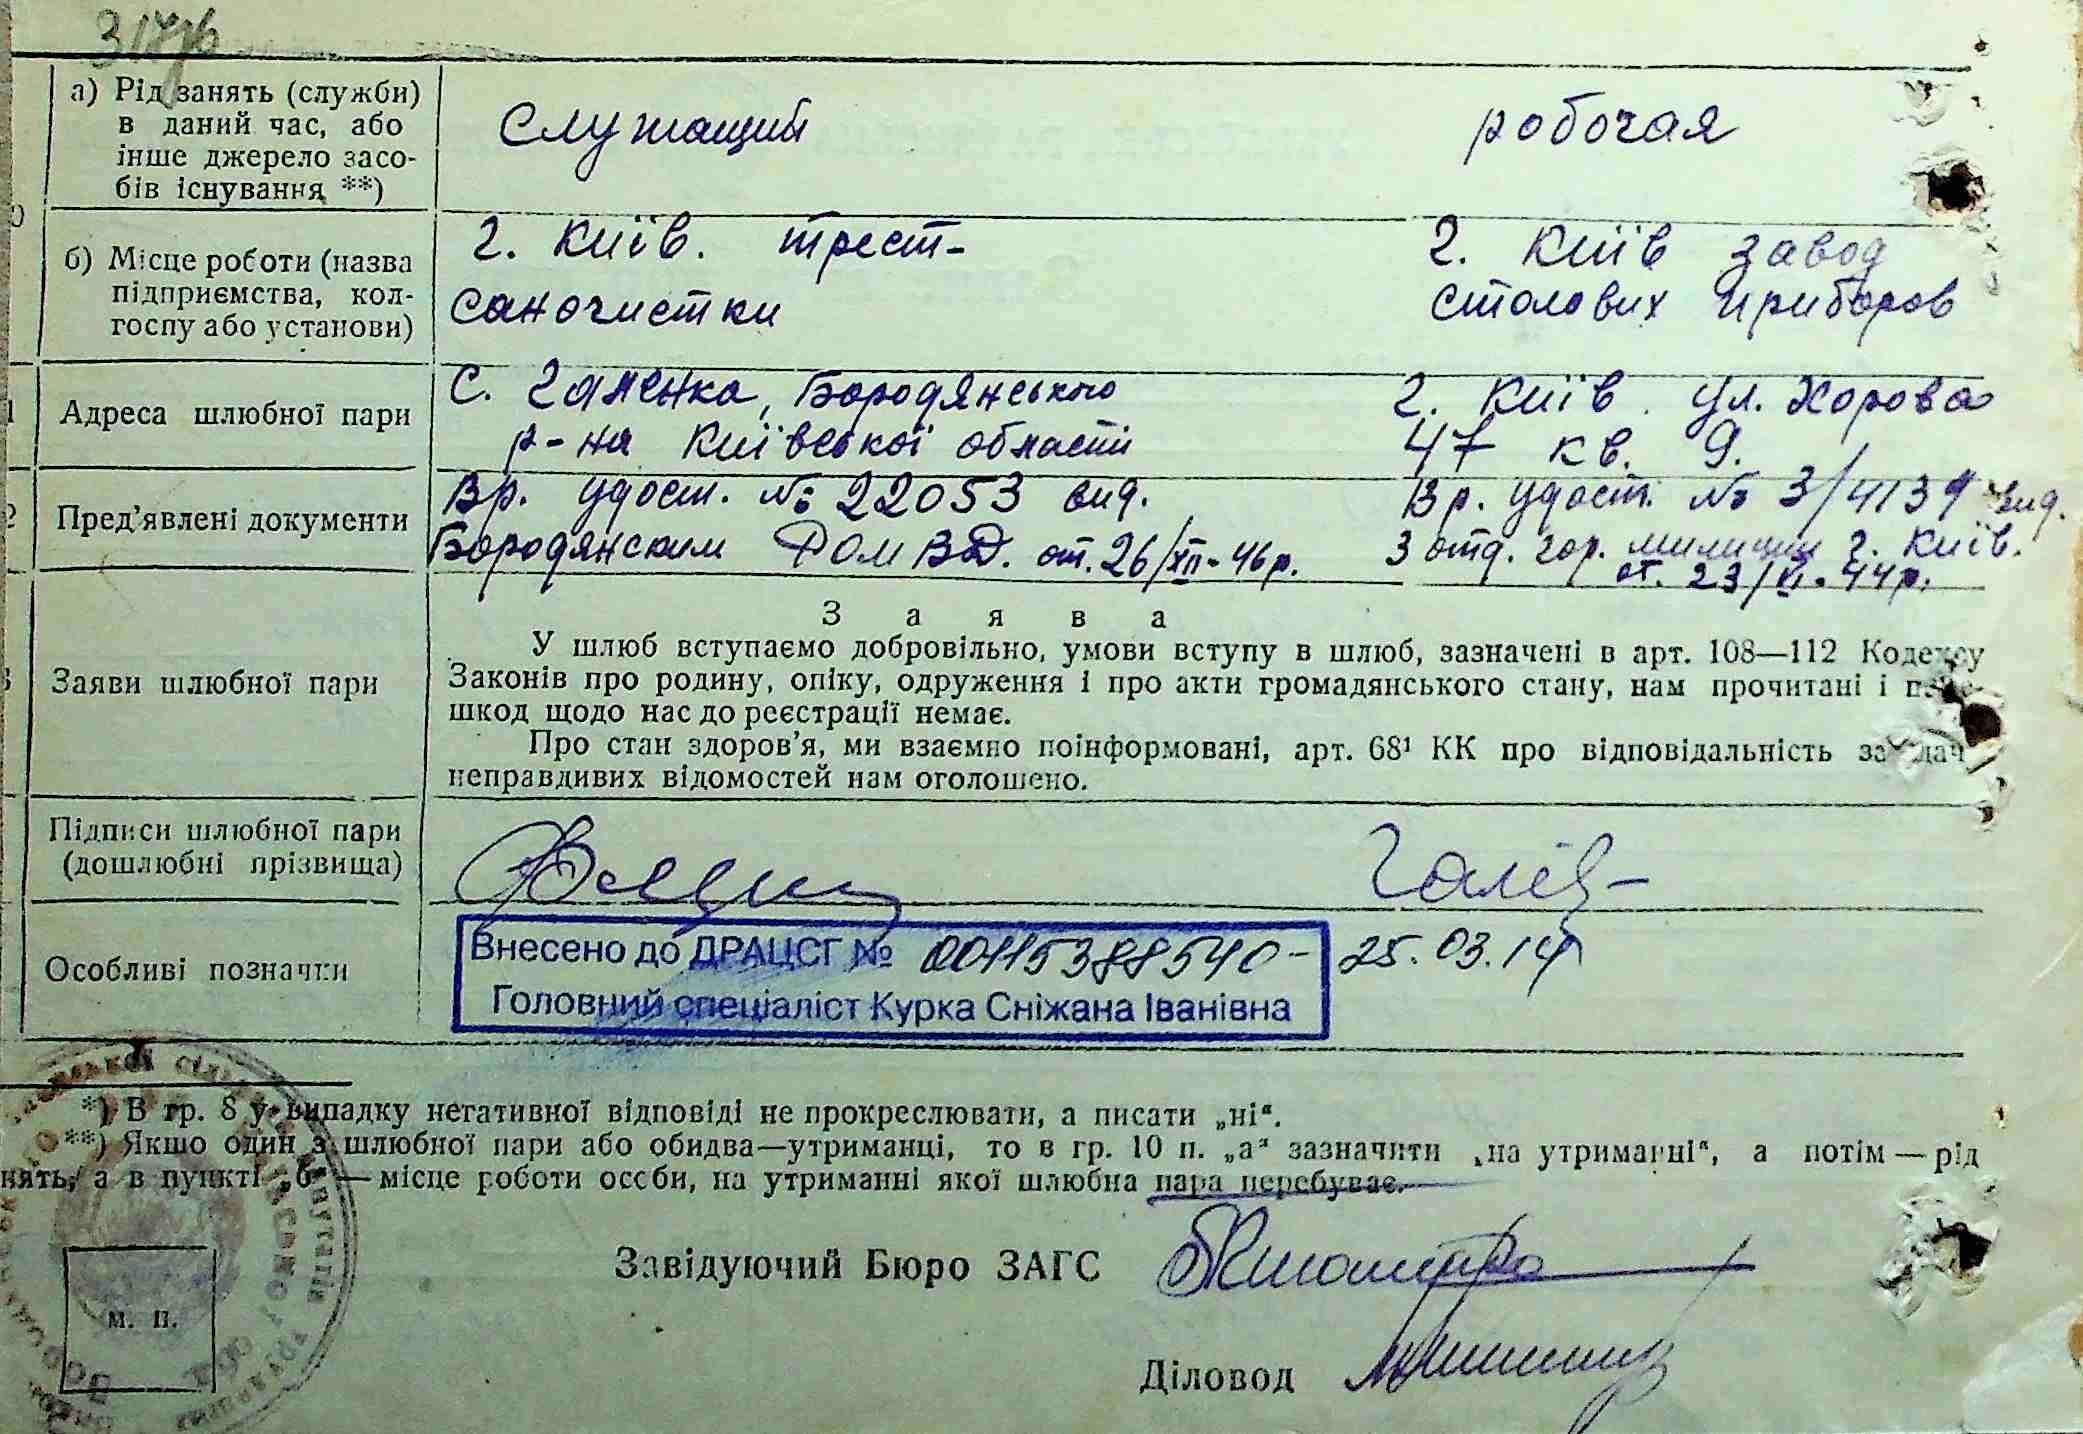 а) Рід занять (служби) в даний час, або інше джерело засобів існування **)
Служащий
робочая
б) Місце роботи (назва підприємства, колгоспу або установи)
г. Київ. трест-
саночистки
г. Київ завод
столових приборов
Адреса шлюбної пари
с. Галенка, Бородянського
р-на Київської області
г. Київ. ул. Хорова
47 кв. 9.
Пред’явлені документи
Вр. удост. № 22053 вид.
Бородянским РОМВД. от. 26/XII-46р.
Вр. удост. № 3/4139 вид.
3 отд. гор. милиции г. Київ.
от. 23/VI-44р.
Заяви шлюбної пари
З а я в а
У шлюб вступаємо добровільно, умови вступу в шлюб, зазначені в арт. 108—112 Кодексу
Законів про родину, опіку, одруження і про акти громадянського стану, нам прочитані і
шкод щодо нас до реєстрації немає.
Про стан здоров’я, ми взаємно поінформовані, арт. 68¹ КК про відповідальність за
неправдивих відомостей нам оголошено.
Підписи шлюбної пари
(дошлюбні прізвища)
Особливі позначки
Внесено до ДРАЦСГ № 00115388540- 25.03.14
Головний спеціаліст Курка Сніжана Іванівна
*) В гр. 8 у випадку негативної відповіді не прокреслювати, а писати „ні“.
**) Якщо один з шлюбної пари або обидва—утриманці, то в гр. 10 п. „а“ зазначити „на утриманні“, а потім — рід
нять, а в пункті „б“ — місце роботи особи, на утриманні якої шлюбна пара перебуває.
Завідуючий Бюро ЗАГС
м. п.
Діловод